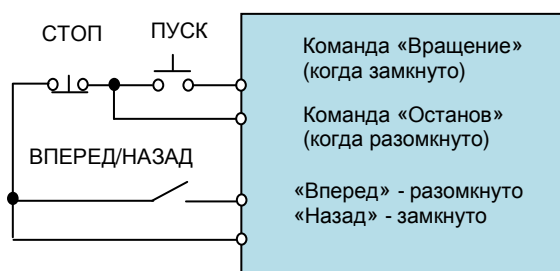 СТОП
ПУСК
Команда «Вращение»
(когда замкнуто)
Команда «Останов»
(когда разомкнуто)
ВПЕРЕД/НАЗАД
«Вперед» - разомкнуто
«Назад» - замкнуто